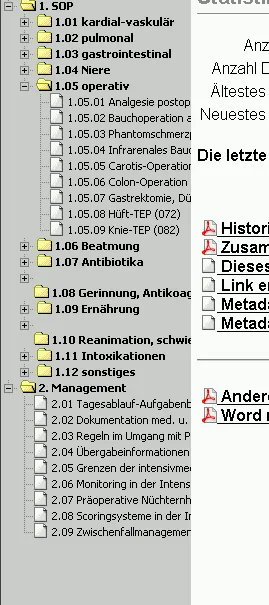 1. SOP
1.01 kardial-vaskulär
1.02 pulmonal
1.03 gastrointestinal
1.04 Niere
1.05 operativ
1.05.01 Analgesie postop
1.05.02 Bauchoperation
1.05.03 Phantomschmerz
1.05.04 Infrarenales
1.05.05 Carotis-Operation
1.05.06 Colon-Operation
1.05.07 Gastrektomie, Dü
1.05.08 Hüft-TEP (072)
1.05.09 Knie-TEP (082)
1.06 Beatmung
1.07 Antibiotika
1.08 Gerinnung, Antikoag
1.09 Ernährung
1.10 Reanimation, schwie
1.11 Intoxikationen
1.12 sonstiges
2. Management
2.01 Tagesablauf-Aufgabenb
2.02 Dokumentation med. u.
2.03 Regeln im Umgang mit P
2.04 Übergabeinformationen
2.05 Grenzen der intensivme
2.06 Monitoring in der Intens
2.07 Präoperative Nüchternh
2.08 Scoringsysteme in der In
2.09 Zwischenfallmanagemen
Anz
Anzahl D
Ältestes
Neuestes
Die letzte
Histori
Zusam
Dieses
Link er
Metada
Metada
Andere
Word